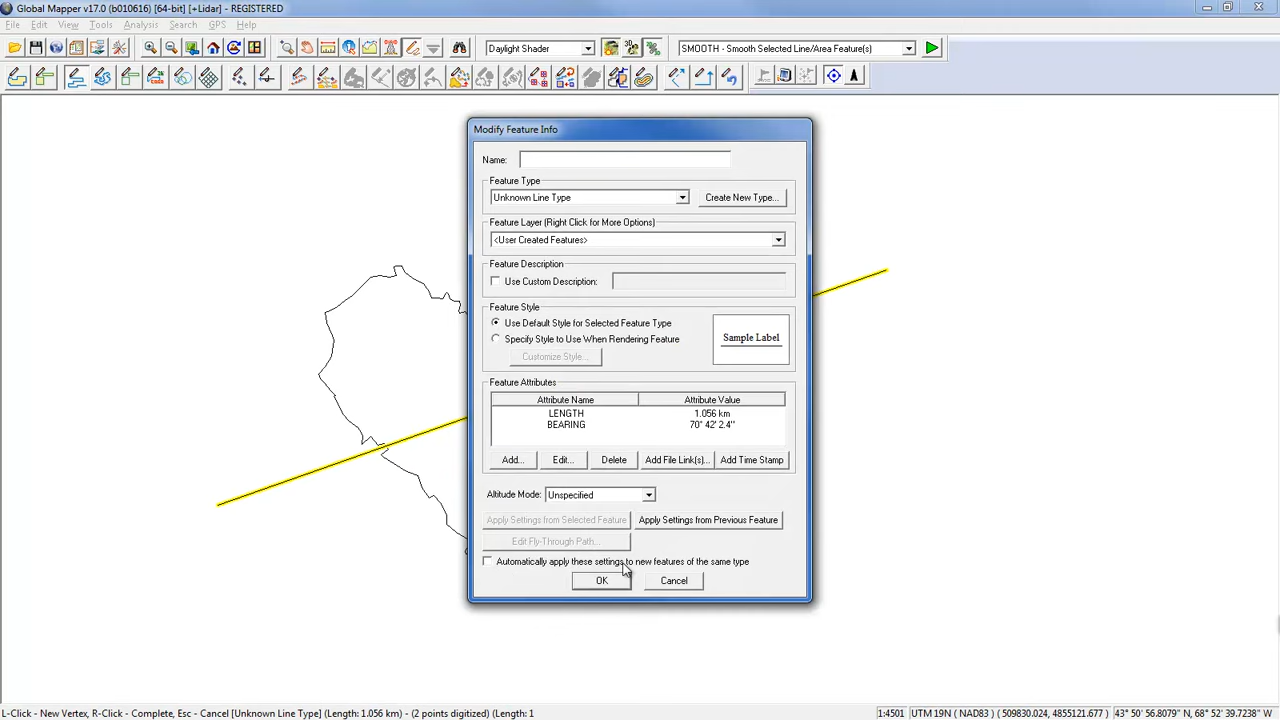 Global Mapper v17.0 (b010616) [64-bit] [+Lidar] - REGISTERED
File Edit View Tools Analysis Search GPS Help
Daylight Shader
SMOOTH - Smooth Selected Line/Area Feature(s)
Modify Feature Info
Name:
Feature Type
Unknown Line Type
Create New Type...
Feature Layer (Right Click for More Options)
<User Created Features>
Feature Description
Use Custom Description:
Feature Style
Use Default Style for Selected Feature Type
Specify Style to Use When Rendering Feature
Customize Style...
Sample Label
Feature Attributes
Attribute Name Attribute Value
LENGTH 1.056 km
BEARING 70° 42' 2.4"
Add... Edit... Delete Add File Link(s)... Add Time Stamp
Altitude Mode: Unspecified
Apply Settings from Selected Feature Apply Settings from Previous Feature
Edit Fly-Through Path...
Automatically apply these settings to new features of the same type
OK Cancel
L-Click - New Vertex, R-Click - Complete, Esc - Cancel [Unknown Line Type] (Length: 1.056 km) - (2 points digitized) (Length: 1 1:4501 UTM 19N (NAD83) ( 509830.024, 4855121.677 ) 43° 50' 56.8079" N, 68° 52' 39.7238" W